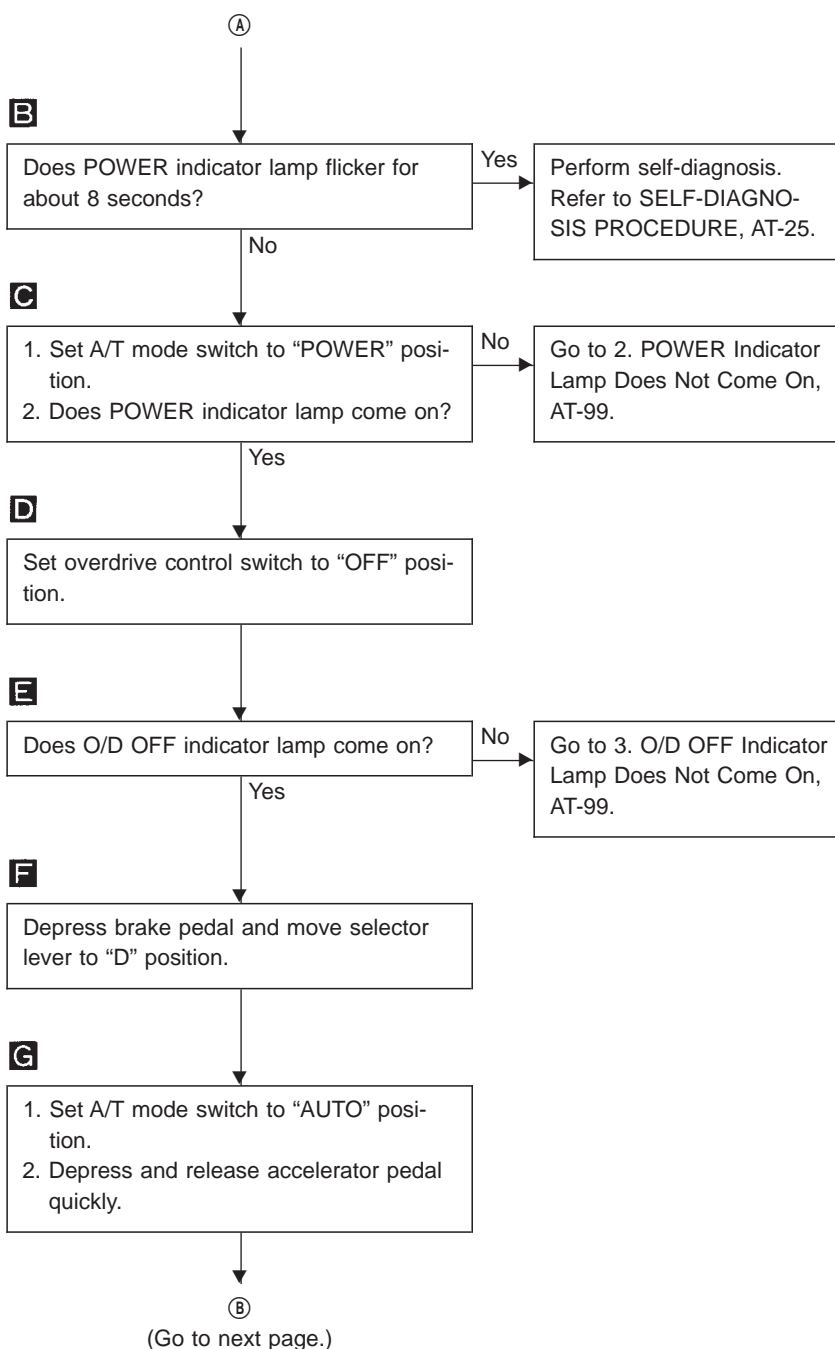 Ⓐ
B
Does POWER indicator lamp flicker for
about 8 seconds?
Yes
Perform self-diagnosis.
Refer to SELF-DIAGNO-
SIS PROCEDURE, AT-25.
No
C
1. Set A/T mode switch to “POWER” posi-
tion.
2. Does POWER indicator lamp come on?
No
Go to 2. POWER Indicator
Lamp Does Not Come On,
AT-99.
Yes
D
Set overdrive control switch to “OFF” posi-
tion.
E
Does O/D OFF indicator lamp come on?
No
Go to 3. O/D OFF Indicator
Lamp Does Not Come On,
AT-99.
Yes
F
Depress brake pedal and move selector
lever to “D” position.
G
1. Set A/T mode switch to “AUTO” posi-
tion.
2. Depress and release accelerator pedal
quickly.
Ⓑ
(Go to next page.)